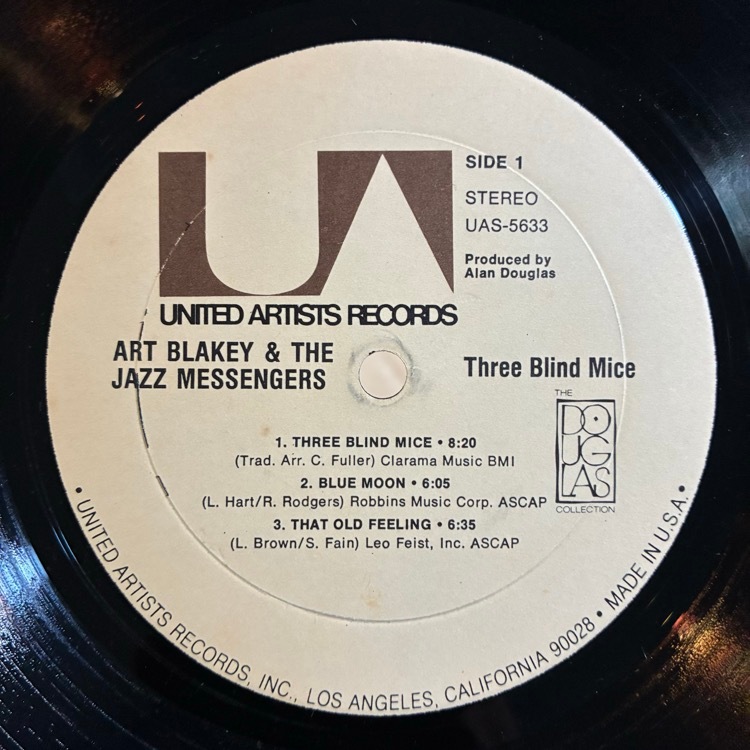 UA
SIDE 1
STEREO
UAS-5633
Produced by
Alan Douglas
UNITED ARTISTS RECORDS
ART BLAKEY & THE
JAZZ MESSENGERS
Three Blind Mice
THE
DOUGLAS
COLLECTION
1. THREE BLIND MICE • 8:20
(Trad. Arr. C. Fuller) Clarama Music BMI
2. BLUE MOON • 6:05
(L. Hart/R. Rodgers) Robbins Music Corp. ASCAP
3. THAT OLD FEELING • 6:35
(L. Brown/S. Fain) Leo Feist, Inc. ASCAP
• UNITED ARTISTS RECORDS, INC., LOS ANGELES, CALIFORNIA 90028 • MADE IN U.S.A. •